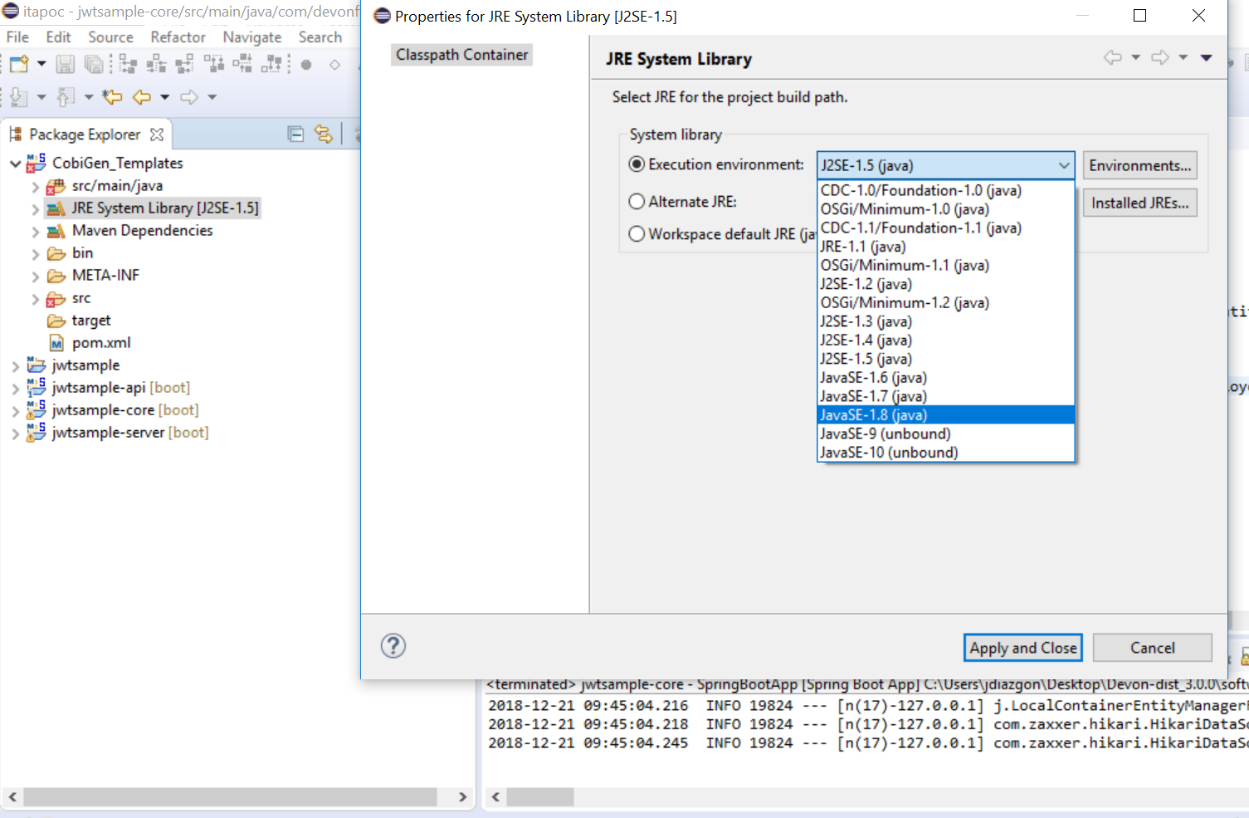 itapoc - jwtsample-core/src/main/java/com/devonf
File Edit Source Refactor Navigate Search
Package Explorer
CobiGen_Templates
src/main/java
JRE System Library [J2SE-1.5]
Maven Dependencies
bin
META-INF
src
target
pom.xml
jwtsample
jwtsample-api [boot]
jwtsample-core [boot]
jwtsample-server [boot]
Properties for JRE System Library [J2SE-1.5]
Classpath Container
JRE System Library
Select JRE for the project build path.
System library
Execution environment: J2SE-1.5 (java) Environments...
Alternate JRE: Installed JREs...
Workspace default JRE (ja
CDC-1.0/Foundation-1.0 (java)
OSGi/Minimum-1.0 (java)
CDC-1.1/Foundation-1.1 (java)
JRE-1.1 (java)
OSGi/Minimum-1.1 (java)
J2SE-1.2 (java)
OSGi/Minimum-1.2 (java)
J2SE-1.3 (java)
J2SE-1.4 (java)
J2SE-1.5 (java)
JavaSE-1.6 (java)
JavaSE-1.7 (java)
JavaSE-1.8 (java)
JavaSE-9 (unbound)
JavaSE-10 (unbound)
Apply and Close Cancel
<terminated> jwtsample-core - SpringBootApp [Spring Boot App] C:\Users\jdiazgon\Desktop\Devon-dist_3.0.0\softw
2018-12-21 09:45:04.216 INFO 19824 --- [n(17)-127.0.0.1] j.LocalContainerEntityManagerF
2018-12-21 09:45:04.218 INFO 19824 --- [n(17)-127.0.0.1] com.zaxxer.hikari.HikariDataSo
2018-12-21 09:45:04.245 INFO 19824 --- [n(17)-127.0.0.1] com.zaxxer.hikari.HikariDataSo